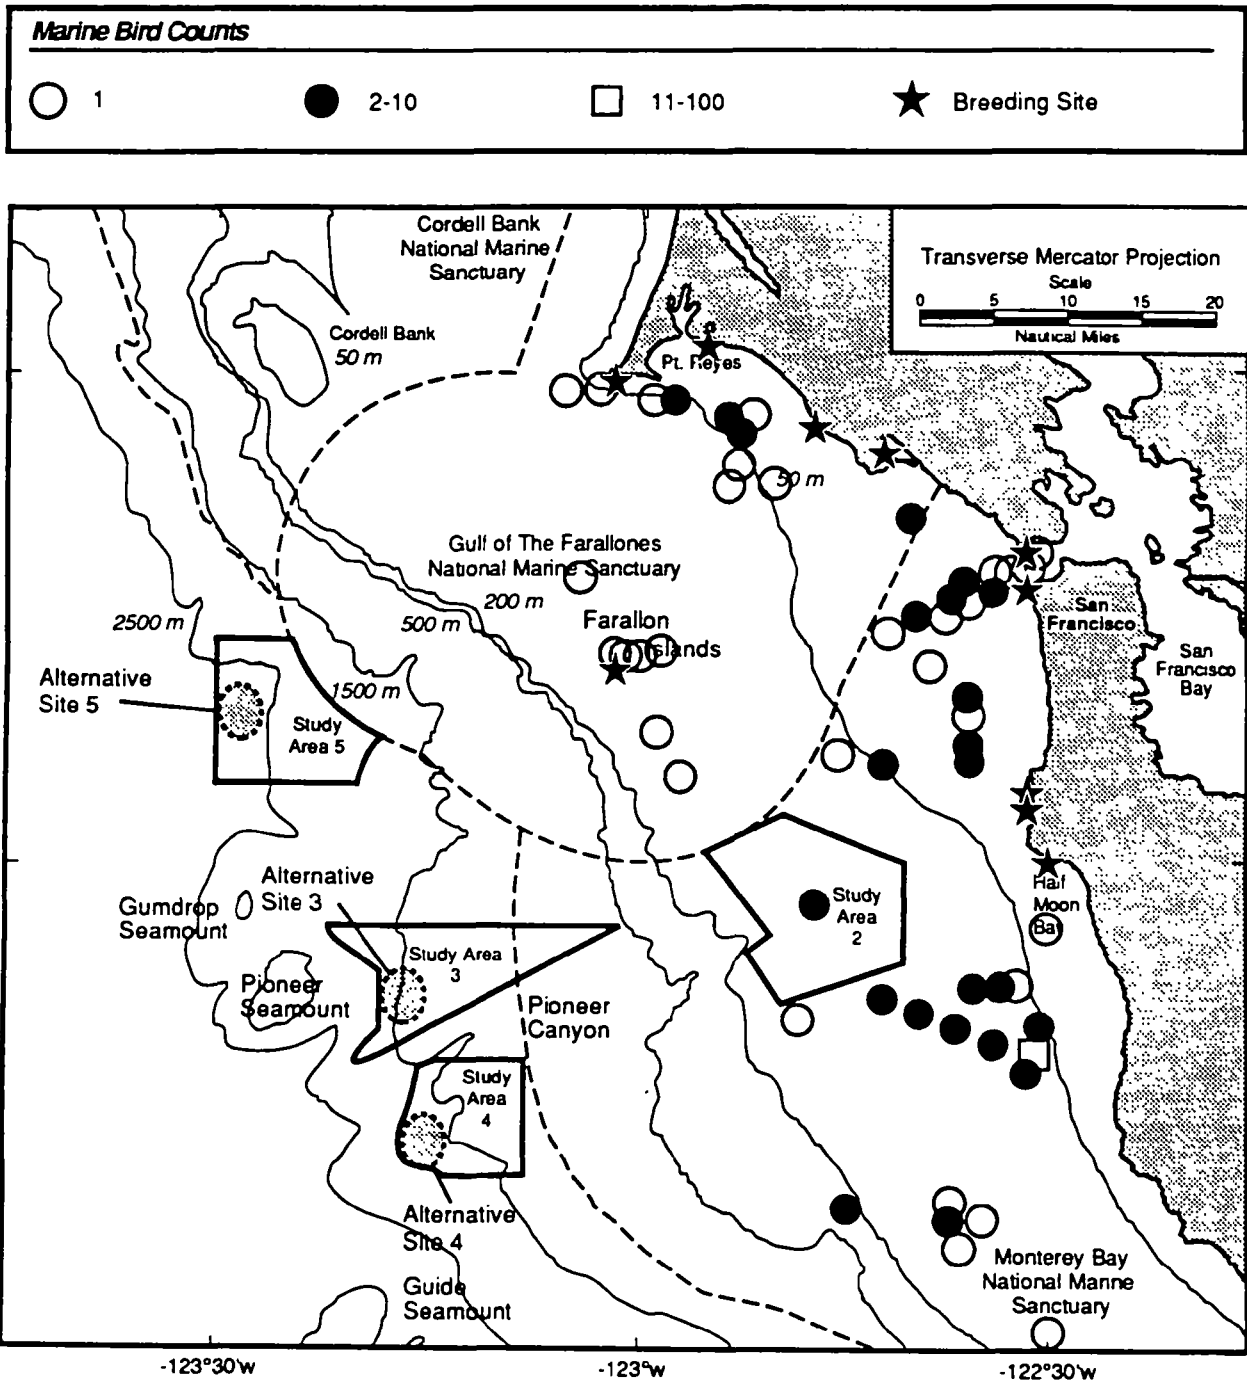 Marine Bird Counts
1
2-10
11-100
Breeding Site
Cordell Bank
National Marine
Sanctuary
Transverse Mercator Projection
Scale
0 5 10 15 20
Nautical Miles
Cordell Bank
50 m
Pt. Reyes
50 m
Gulf of The Farallones
National Marine Sanctuary
200 m
Farallon
Islands
2500 m
500 m
San
Francisco
San
Francisco
Bay
Alternative
Site 5
1500 m
Study
Area 5
Alternative
Site 3
Gumdrop
Seamount
Study
Area
2
Half
Moon
Bay
Study Area
3
Pioneer
Seamount
Pioneer
Canyon
Study
Area
4
Alternative
Site 4
Guide
Seamount
Monterey Bay
National Marine
Sanctuary
-123°30'W
-123°W
-122°30'W